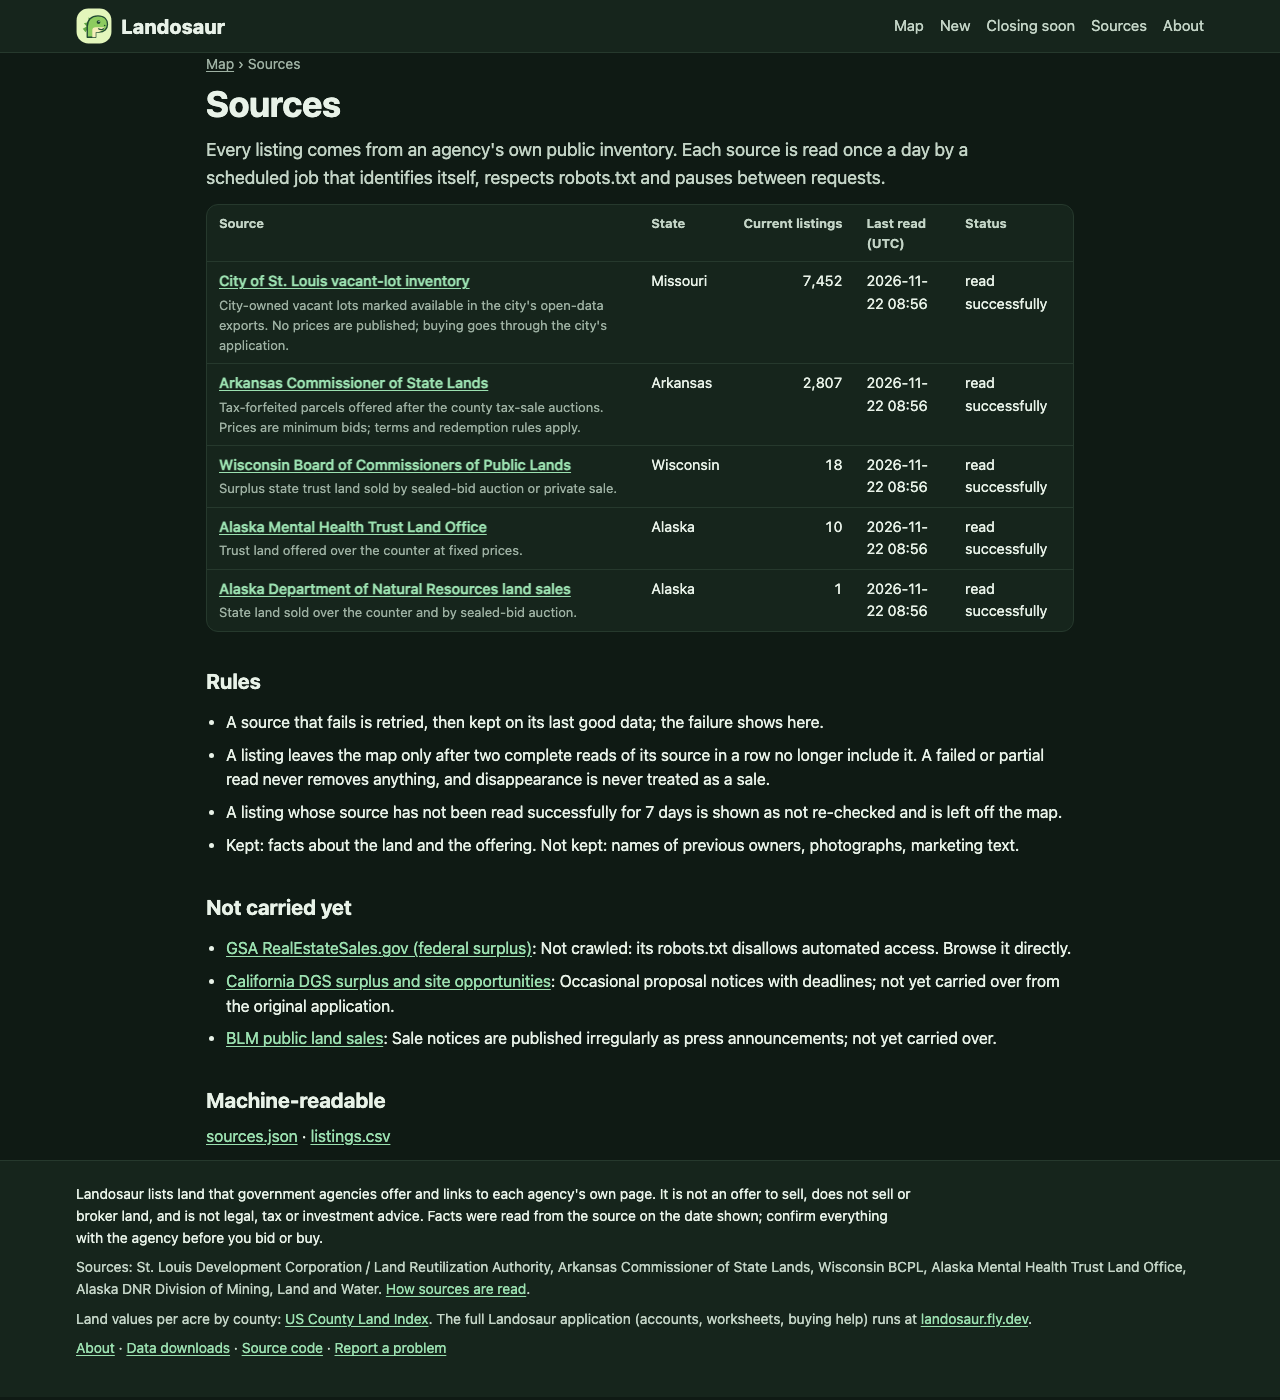 Landosaur
Map New Closing soon Sources About
Map › Sources
Sources
Every listing comes from an agency's own public inventory. Each source is read once a day by a
scheduled job that identifies itself, respects robots.txt and pauses between requests.
Source State Current listings Last read (UTC) Status
City of St. Louis vacant-lot inventory Missouri 7,452 2026-11-22 08:56 read successfully
City-owned vacant lots marked available in the city's open-data
exports. No prices are published; buying goes through the city's
application.
Arkansas Commissioner of State Lands Arkansas 2,807 2026-11-22 08:56 read successfully
Tax-forfeited parcels offered after the county tax-sale auctions.
Prices are minimum bids; terms and redemption rules apply.
Wisconsin Board of Commissioners of Public Lands Wisconsin 18 2026-11-22 08:56 read successfully
Surplus state trust land sold by sealed-bid auction or private sale.
Alaska Mental Health Trust Land Office Alaska 10 2026-11-22 08:56 read successfully
Trust land offered over the counter at fixed prices.
Alaska Department of Natural Resources land sales Alaska 1 2026-11-22 08:56 read successfully
State land sold over the counter and by sealed-bid auction.
Rules
• A source that fails is retried, then kept on its last good data; the failure shows here.
• A listing leaves the map only after two complete reads of its source in a row no longer include it. A failed or partial
read never removes anything, and disappearance is never treated as a sale.
• A listing whose source has not been read successfully for 7 days is shown as not re-checked and is left off the map.
• Kept: facts about the land and the offering. Not kept: names of previous owners, photographs, marketing text.
Not carried yet
• GSA RealEstateSales.gov (federal surplus): Not crawled: its robots.txt disallows automated access. Browse it directly.
• California DGS surplus and site opportunities: Occasional proposal notices with deadlines; not yet carried over from
the original application.
• BLM public land sales: Sale notices are published irregularly as press announcements; not yet carried over.
Machine-readable
sources.json · listings.csv
Landosaur lists land that government agencies offer and links to each agency's own page. It is not an offer to sell, does not sell or
broker land, and is not legal, tax or investment advice. Facts were read from the source on the date shown; confirm everything
with the agency before you bid or buy.
Sources: St. Louis Development Corporation / Land Reutilization Authority, Arkansas Commissioner of State Lands, Wisconsin BCPL, Alaska Mental Health Trust Land Office,
Alaska DNR Division of Mining, Land and Water. How sources are read.
Land values per acre by county: US County Land Index. The full Landosaur application (accounts, worksheets, buying help) runs at landosaur.fly.dev.
About · Data downloads · Source code · Report a problem